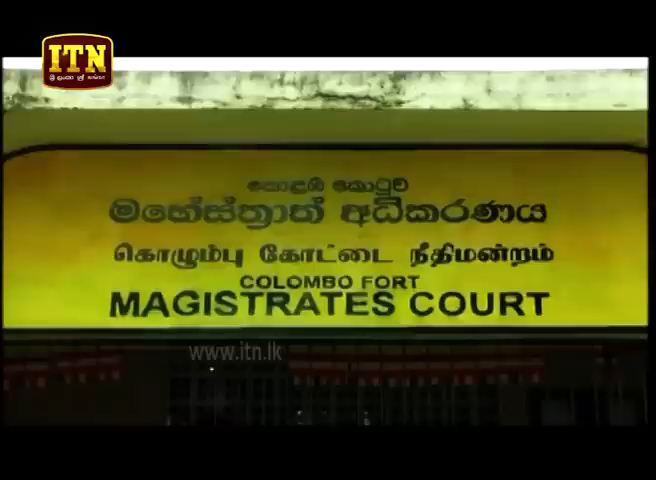 ITN
කොළඹ කොටුව
මහේස්ත්‍රාත් අධිකරණය
கொழும்பு கோட்டை நீதிமன்றம்
COLOMBO FORT
MAGISTRATES COURT
www.itn.lk